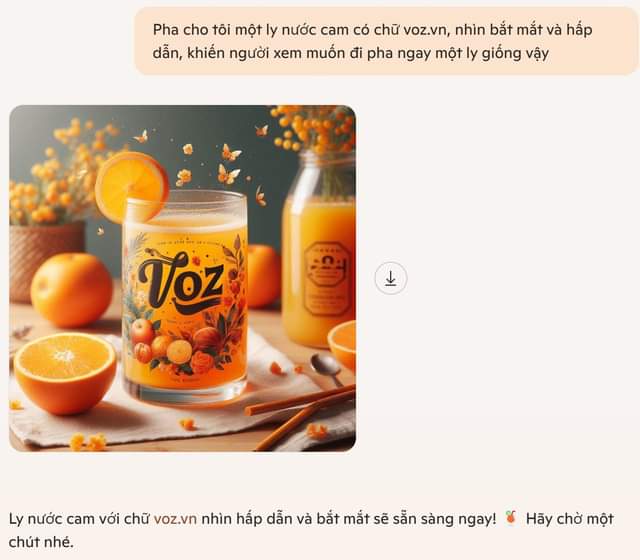 Pha cho tôi một ly nước cam có chữ voz.vn, nhìn bắt mắt và hấp
dẫn, khiến người xem muốn đi pha ngay một ly giống vậy
Voz
Ly nước cam với chữ voz.vn nhìn hấp dẫn và bắt mắt sẽ sẵn sàng ngay! Hãy chờ một
chút nhé.